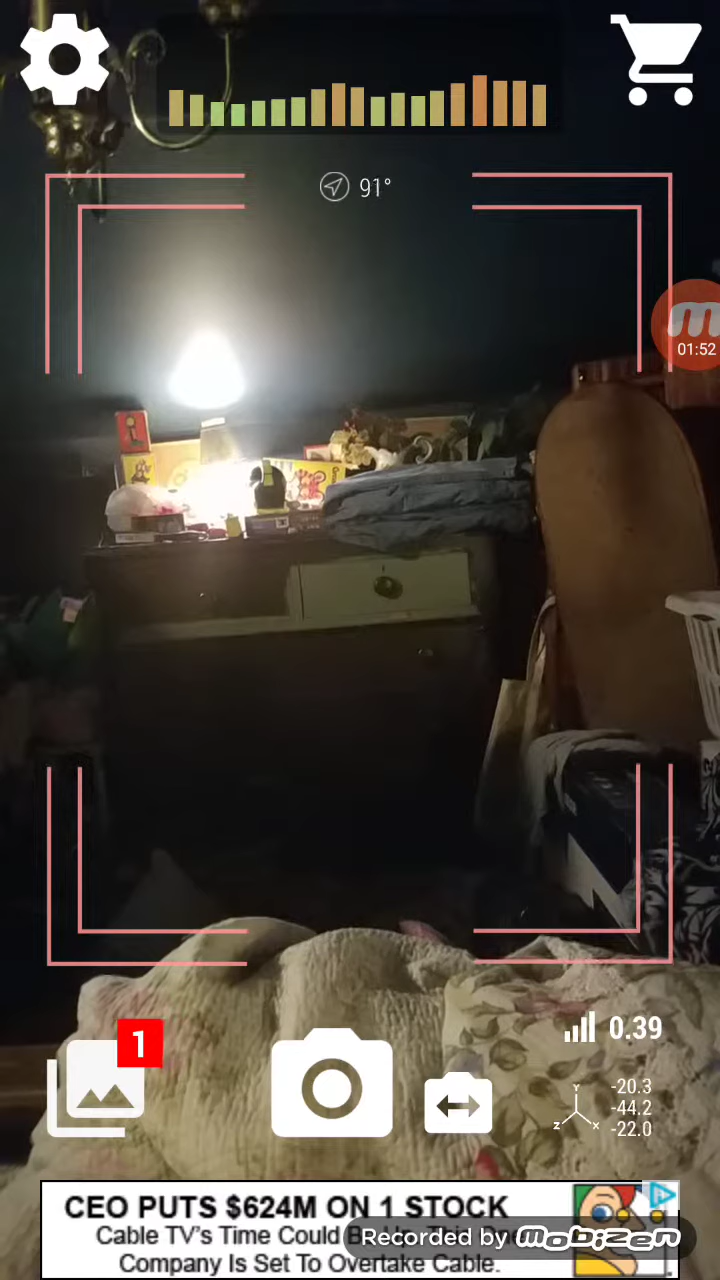 91°
m
01:52
1
0.39
Y
Z
X
-20.3
-44.2
-22.0
CEO PUTS $624M ON 1 STOCK
Cable TV's Time Could
Company Is Set To Overtake Cable.
Recorded by mobizen